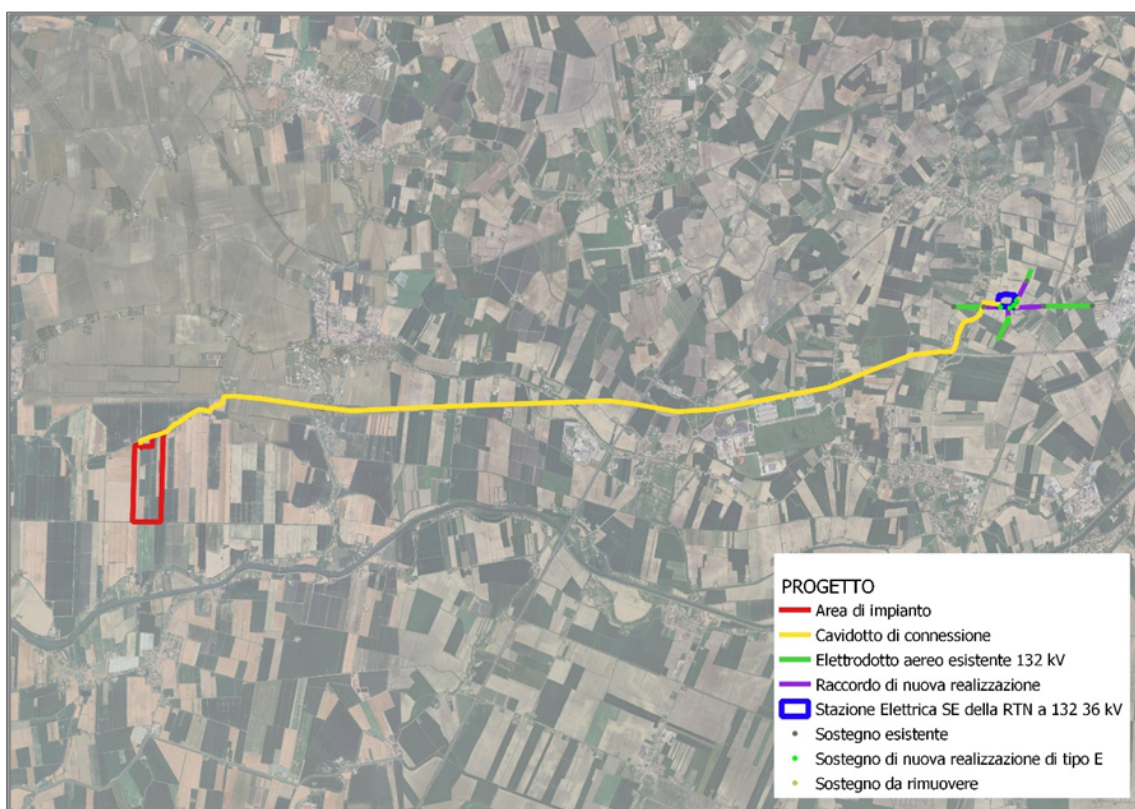 PROGETTO
Area di impianto
Cavidotto di connessione
Elettrodotto aereo esistente 132 kV
Raccordo di nuova realizzazione
Stazione Elettrica SE della RTN a 132 36 kV
Sostegno esistente
Sostegno di nuova realizzazione di tipo E
Sostegno da rimuovere